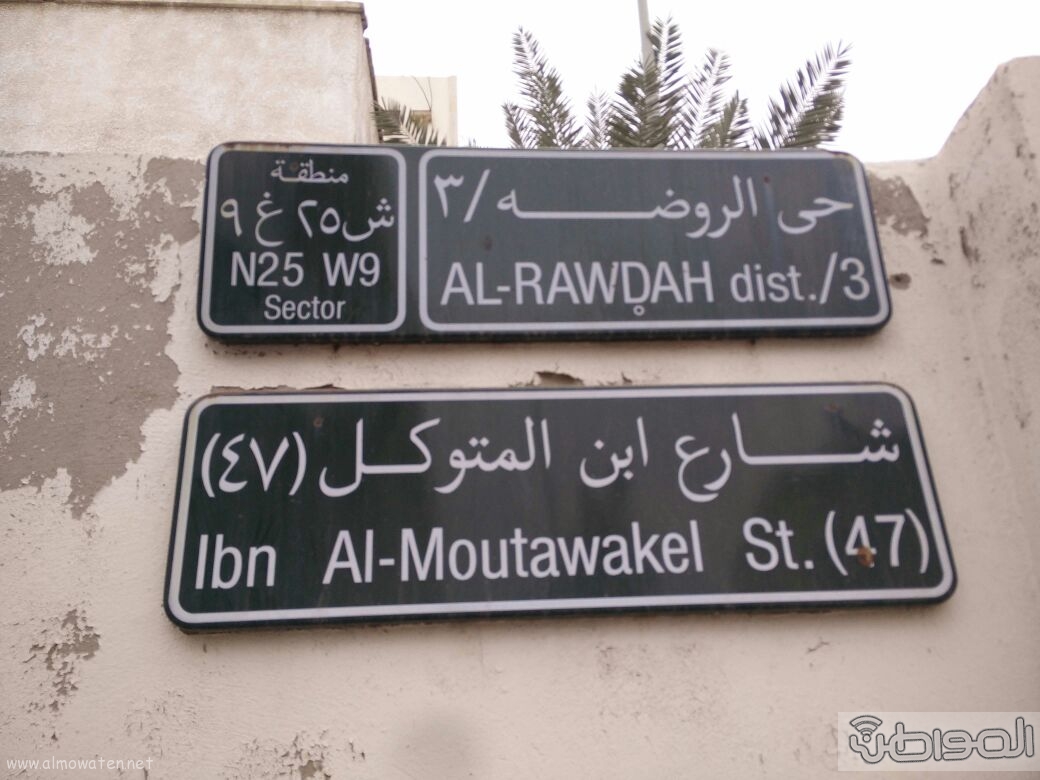 منطقة
ش٢٥ غ ٩
N25 W9
Sector
حى الروضه /٣
AL-RAWḌAH dist./3
شارع ابن المتوكل (٤٧)
Ibn Al-Moutawakel St. (47)
www.almowaten.net
المواطن